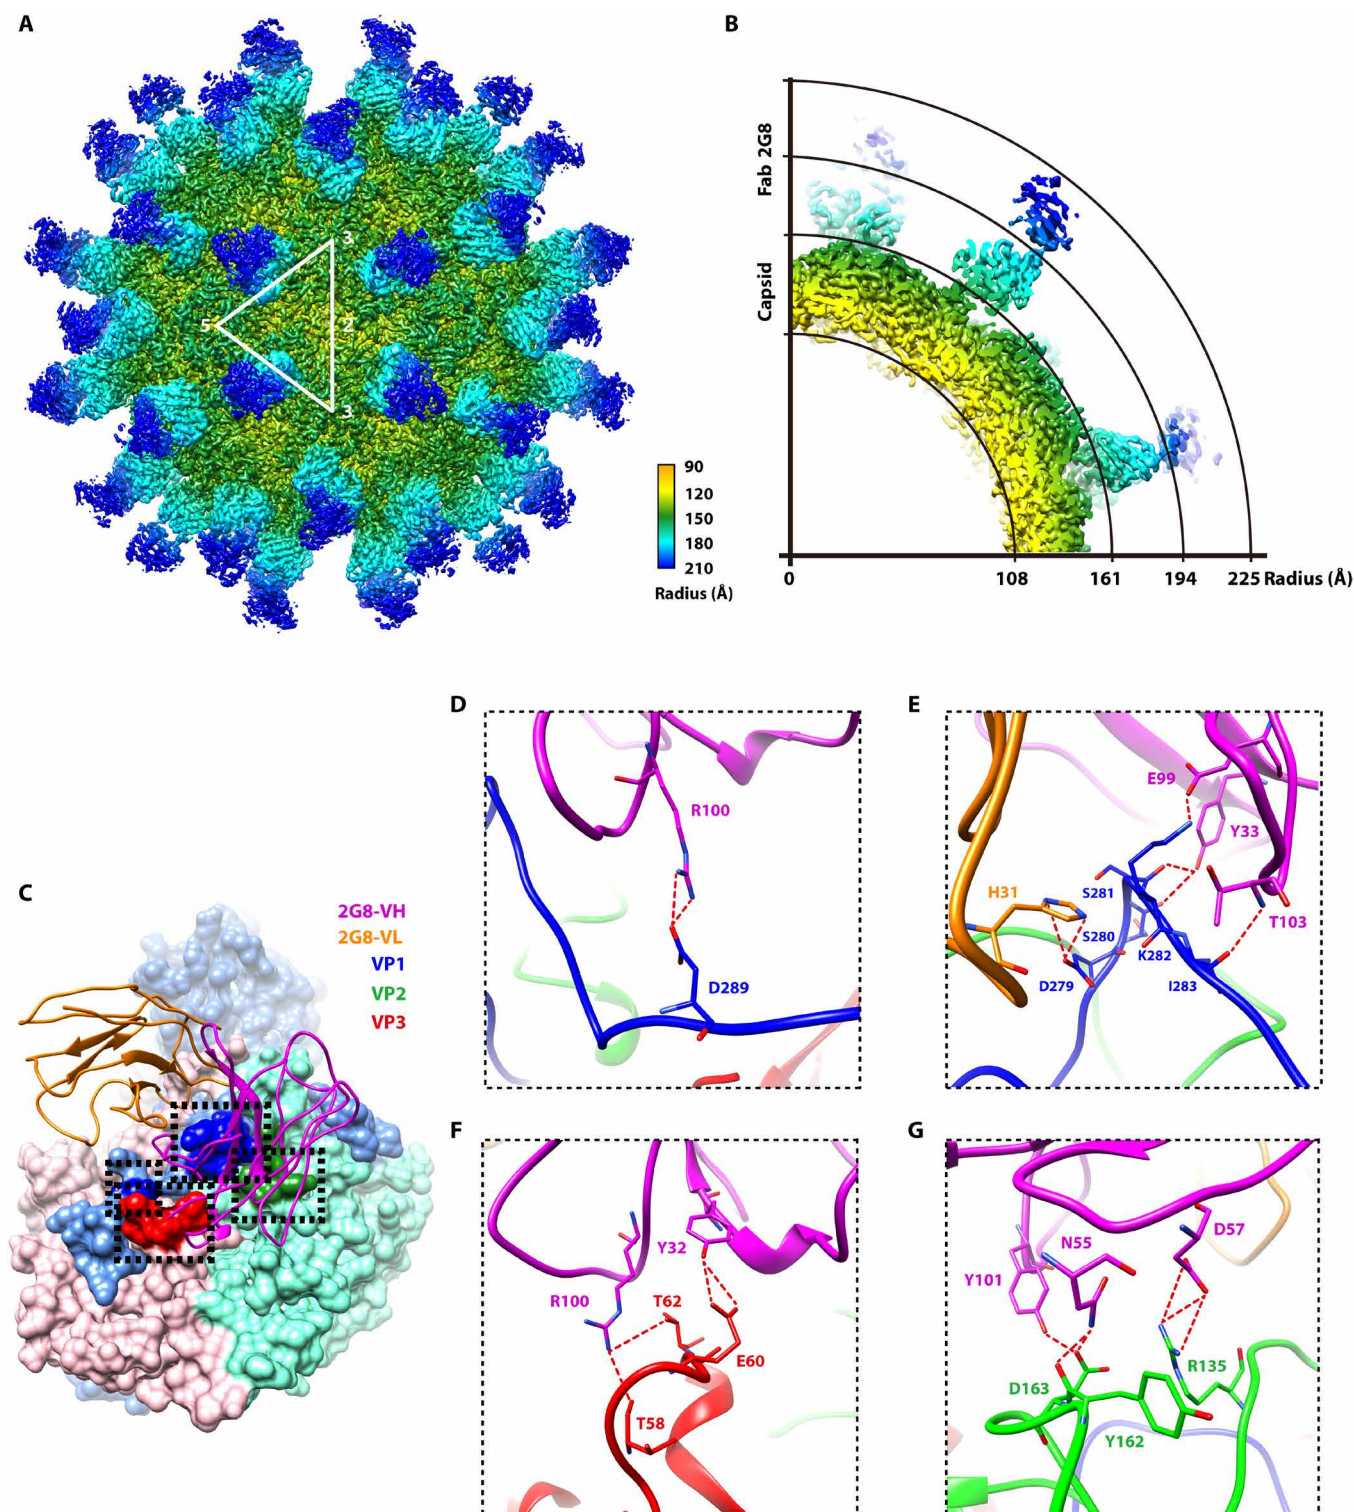 A
B
3
5
2
3
90
120
150
180
210
Radius (Å)
Fab 2G8
Capsid
0 108 161 194 225 Radius (Å)
D
E
R100
D289
E99
Y33
H31
S281
T103
S280
K282
D279
I283
C
2G8-VH
2G8-VL
VP1
VP2
VP3
F
G
Y32
R100
T62
E60
T58
D57
N55
Y101
R135
D163
Y162